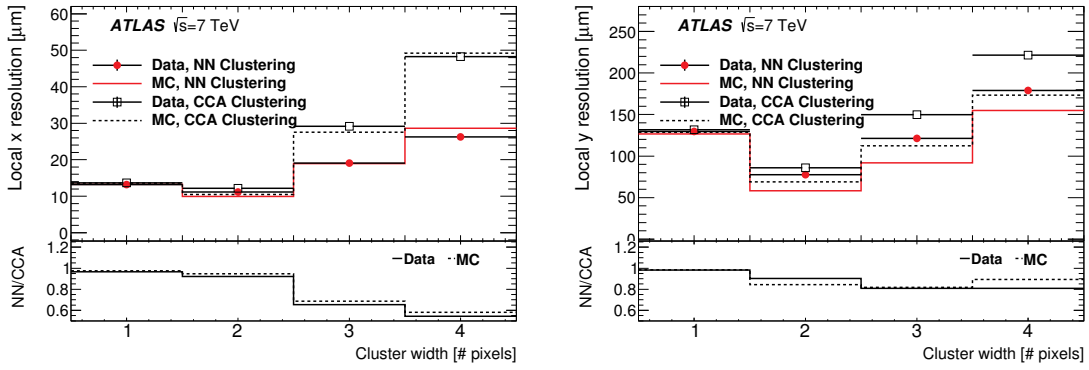 Local x resolution [μm]
60
50
40
30
20
10
0
ATLAS √s=7 TeV
Data, NN Clustering
MC, NN Clustering
Data, CCA Clustering
MC, CCA Clustering
NN/CCA
1.2
1
0.8
0.6
Data MC
1 2 3 4
Cluster width [# pixels]
Local y resolution [μm]
250
200
150
100
50
0
ATLAS √s=7 TeV
Data, NN Clustering
MC, NN Clustering
Data, CCA Clustering
MC, CCA Clustering
NN/CCA
1.2
1
0.8
0.6
Data MC
1 2 3 4
Cluster width [# pixels]